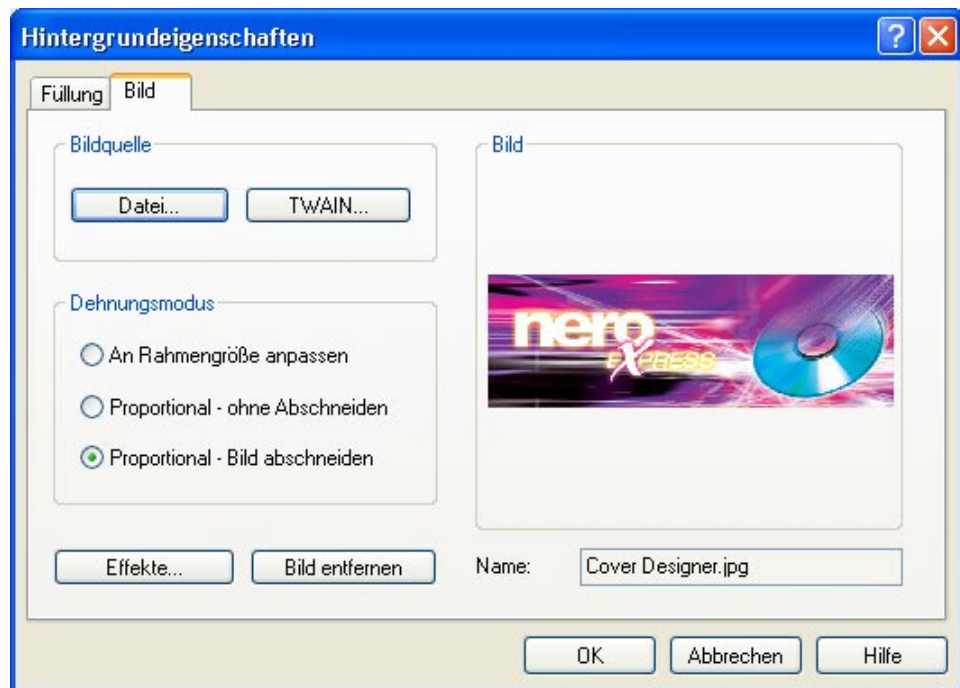 Hintergrundeigenschaften
Füllung
Bild
Bildquelle
Datei...
TWAIN...
Dehnungsmodus
An Rahmengröße anpassen
Proportional - ohne Abschneiden
Proportional - Bild abschneiden
Effekte...
Bild entfernen
Bild
nero
EXPRESS
Name:
Cover Designer.jpg
OK
Abbrechen
Hilfe